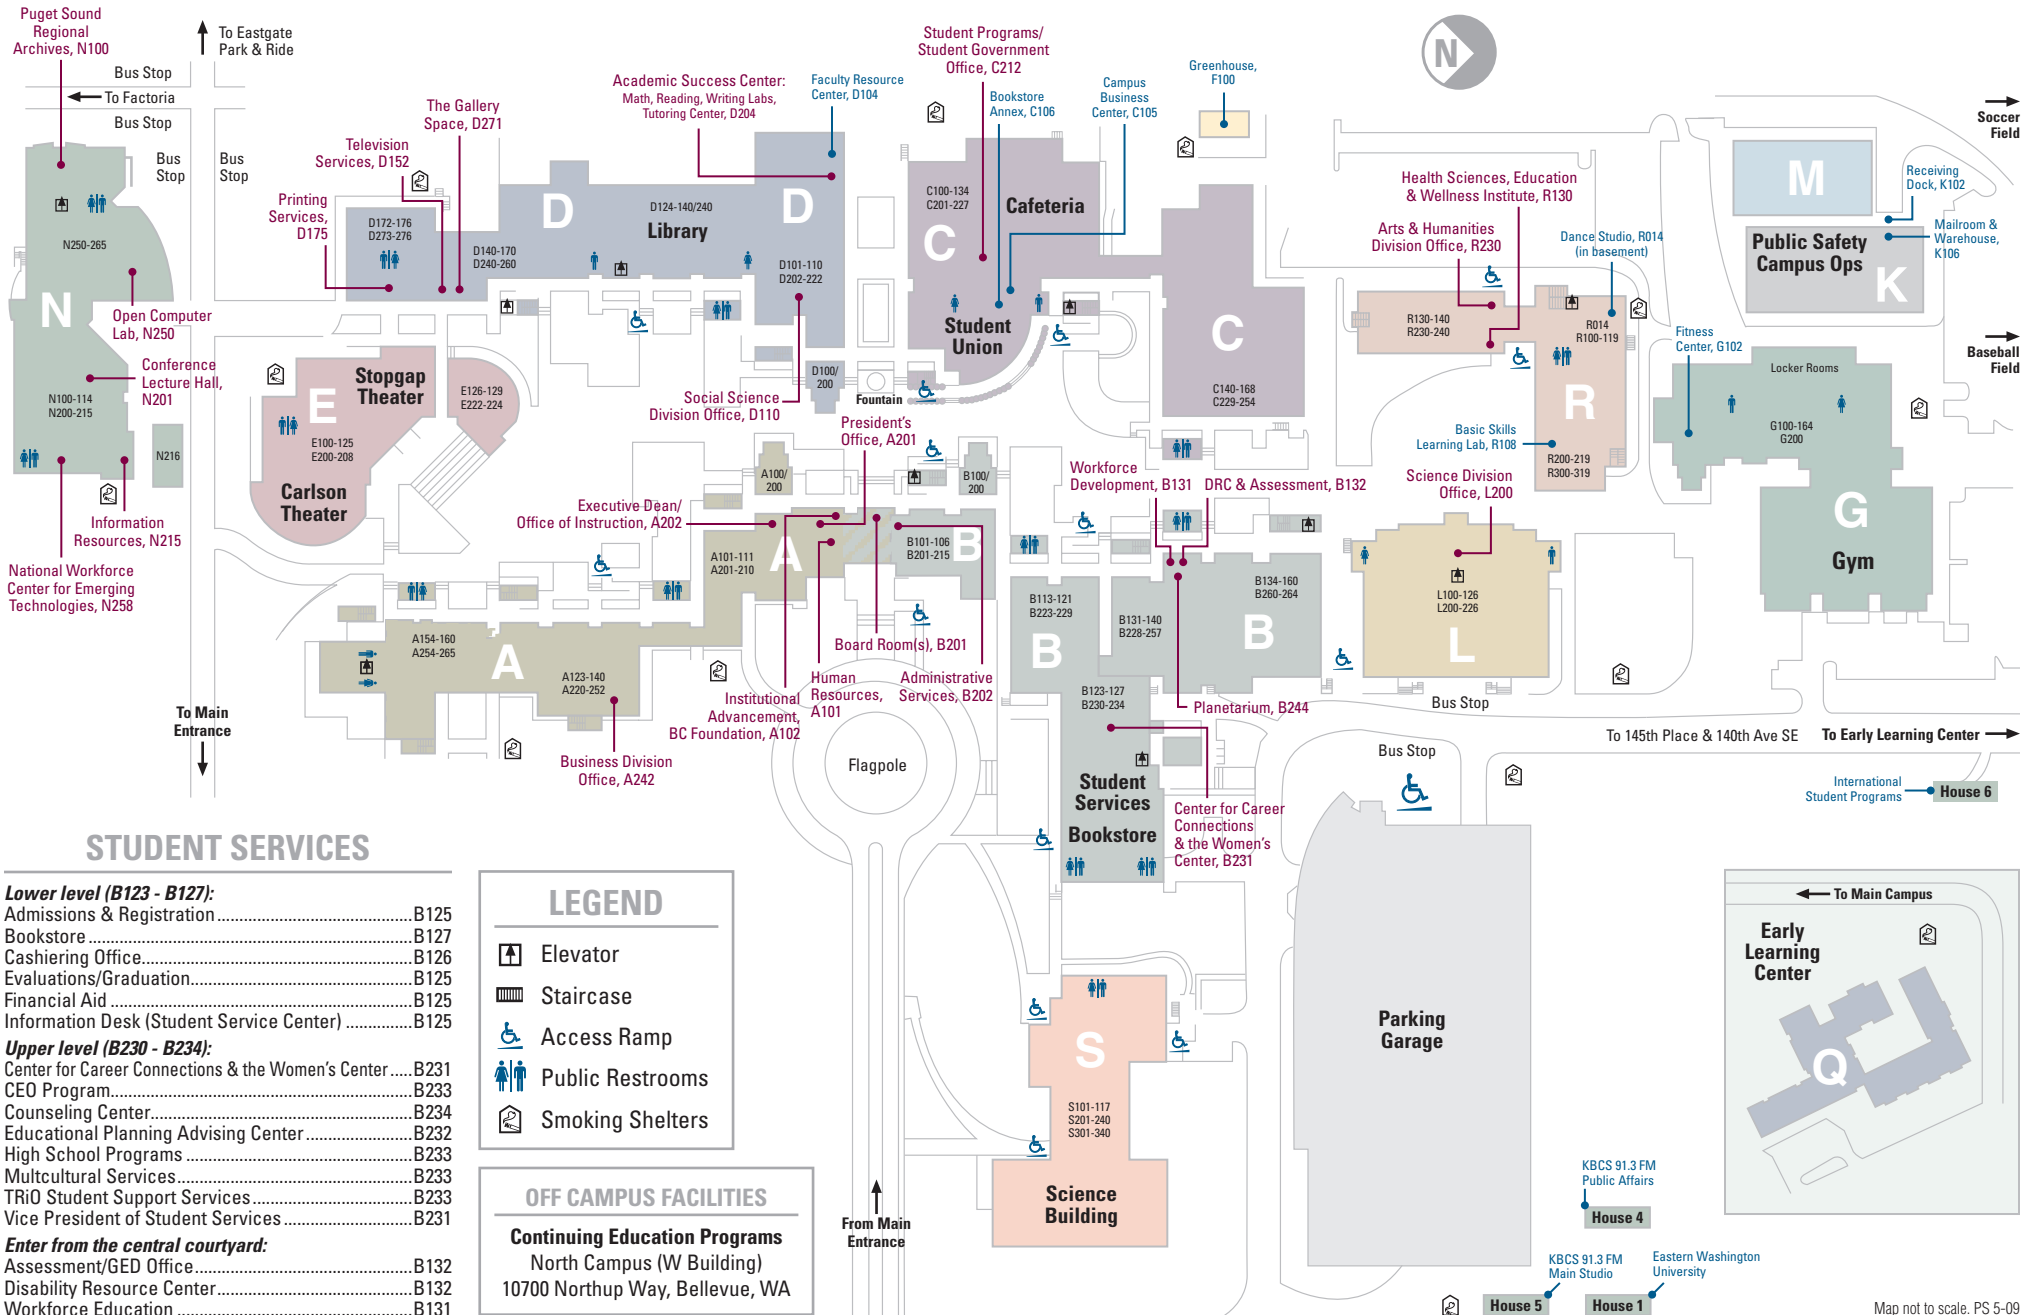 Puget Sound
Regional
Archives, N100
To Eastgate
Park & Ride
Bus Stop
To Factoria
Bus Stop
Bus
Stop
Bus
Stop
The Gallery
Space, D271
Television
Services, D152
Printing
Services,
D175
Academic Success Center:
Math, Reading, Writing Labs,
Tutoring Center, D204
Faculty Resource
Center, D104
Student Programs/
Student Government
Office, C212
Bookstore
Annex, C106
Campus
Business
Center, C105
Greenhouse,
F100
N
Soccer
Field
Health Sciences, Education
& Wellness Institute, R130
Arts & Humanities
Division Office, R230
Dance Studio, R014
(in basement)
M
Receiving
Dock, K102
Mailroom &
Warehouse,
K106
Public Safety
Campus Ops
K
N250-265
N
Open Computer
Lab, N250
Conference
Lecture Hall,
N201
N100-114
N200-215
N216
Information
Resources, N215
National Workforce
Center for Emerging
Technologies, N258
D172-176
D273-276
D140-170
D240-260
D
D124-140/240
Library
D
D101-110
D202-222
D100/
200
Fountain
Social Science
Division Office, D110
C100-134
C201-227
Cafeteria
C
Student
Union
C
C140-168
C229-254
R130-140
R230-240
R014
R100-119
R
Basic Skills
Learning Lab, R108
R200-219
R300-319
Fitness
Center, G102
Baseball
Field
Locker Rooms
G100-164
G200
G
Gym
Stopgap
Theater
E
E126-129
E222-224
E100-125
E200-208
Carlson
Theater
President's
Office, A201
A100/
200
B100/
200
Executive Dean/
Office of Instruction, A202
A101-111
A201-210
A
B101-106
B201-215
B
Workforce
Development, B131
DRC & Assessment, B132
Science Division
Office, L200
L100-126
L200-226
L
B113-121
B223-229
B
B131-140
B228-257
B134-160
B260-264
B
B123-127
B230-234
Planetarium, B244
Student
Services
Bookstore
Center for Career
Connections
& the Women's
Center, B231
A154-160
A254-265
A
A123-140
A220-252
Business Division
Office, A242
Institutional
Advancement,
BC Foundation, A102
Human
Resources,
A101
Board Room(s), B201
Administrative
Services, B202
Flagpole
To Main
Entrance
Bus Stop
Bus Stop
To 145th Place & 140th Ave SE
To Early Learning Center
International
Student Programs
House 6
STUDENT SERVICES
Lower level (B123 - B127):
Admissions & Registration ........ B125
Bookstore ........ B127
Cashiering Office ........ B126
Evaluations/Graduation ........ B125
Financial Aid ........ B125
Information Desk (Student Service Center) ........ B125
Upper level (B230 - B234):
Center for Career Connections & the Women's Center ..... B231
CEO Program ........ B233
Counseling Center ........ B234
Educational Planning Advising Center ........ B232
High School Programs ........ B233
Multcultural Services ........ B233
TRiO Student Support Services ........ B233
Vice President of Student Services ........ B231
Enter from the central courtyard:
Assessment/GED Office ........ B132
Disability Resource Center ........ B132
Workforce Education ........ B131
LEGEND
Elevator
Staircase
Access Ramp
Public Restrooms
Smoking Shelters
OFF CAMPUS FACILITIES
Continuing Education Programs
North Campus (W Building)
10700 Northup Way, Bellevue, WA
From Main
Entrance
S
S101-117
S201-240
S301-340
Science
Building
Parking
Garage
To Main Campus
Early
Learning
Center
Q
KBCS 91.3 FM
Public Affairs
House 4
KBCS 91.3 FM
Main Studio
House 5
Eastern Washington
University
House 1
Map not to scale. PS 5-09